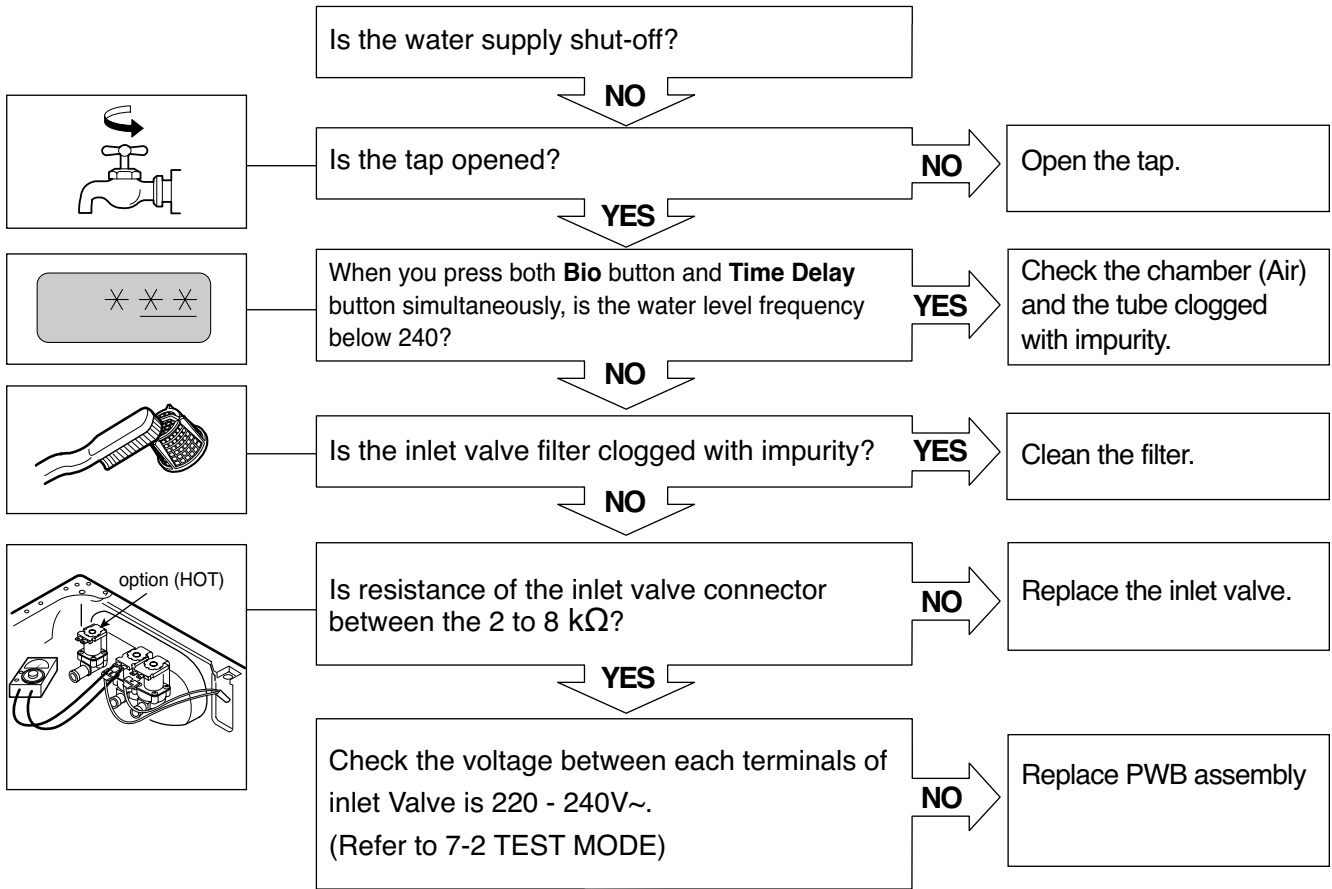 Is the water supply shut-off?
NO
Is the tap opened?
NO
Open the tap.
YES
When you press both Bio button and Time Delay
button simultaneously, is the water level frequency
below 240?
YES
Check the chamber (Air)
and the tube clogged
with impurity.
NO
Is the inlet valve filter clogged with impurity?
YES
Clean the filter.
NO
option (HOT)
Is resistance of the inlet valve connector
between the 2 to 8 kΩ?
NO
Replace the inlet valve.
YES
Check the voltage between each terminals of
inlet Valve is 220 - 240V~.
(Refer to 7-2 TEST MODE)
NO
Replace PWB assembly